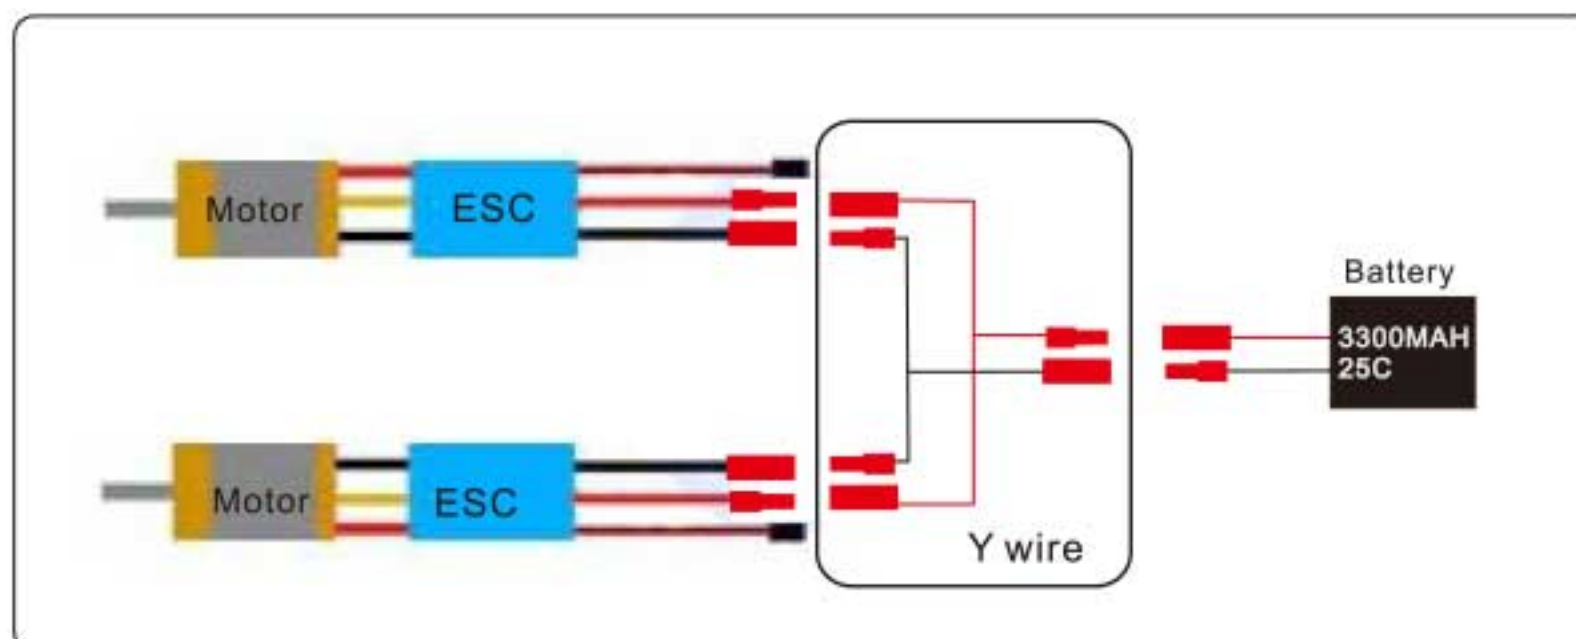 Motor
ESC
Battery
3300MAH
25C
Motor
ESC
Y wire